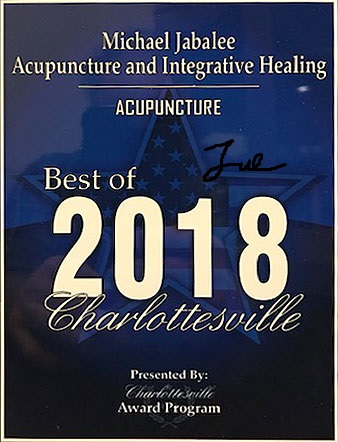 Michael Jabalee
Acupuncture and Integrative Healing
ACUPUNCTURE
Best of
2018
Charlottesville
Presented By:
Charlottesville
Award Program